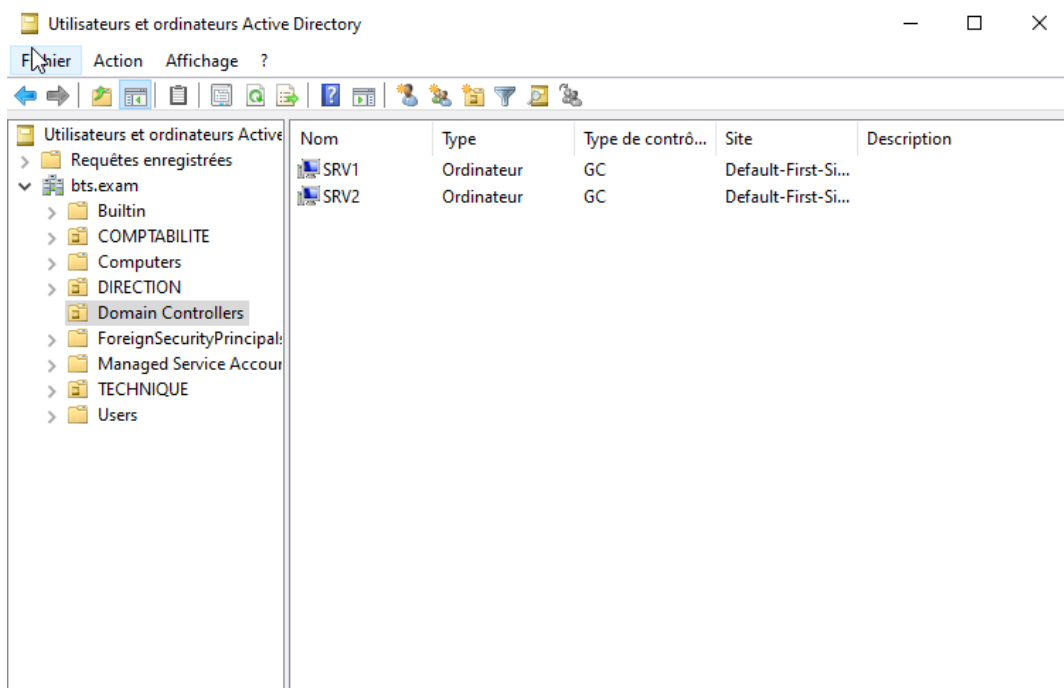 Utilisateurs et ordinateurs Active Directory
Fichier Action Affichage ?
Utilisateurs et ordinateurs Active
Requêtes enregistrées
bts.exam
Builtin
COMPTABILITE
Computers
DIRECTION
Domain Controllers
ForeignSecurityPrincipals
Managed Service Accoun
TECHNIQUE
Users
Nom Type Type de contrô... Site Description
SRV1 Ordinateur GC Default-First-Si...
SRV2 Ordinateur GC Default-First-Si...